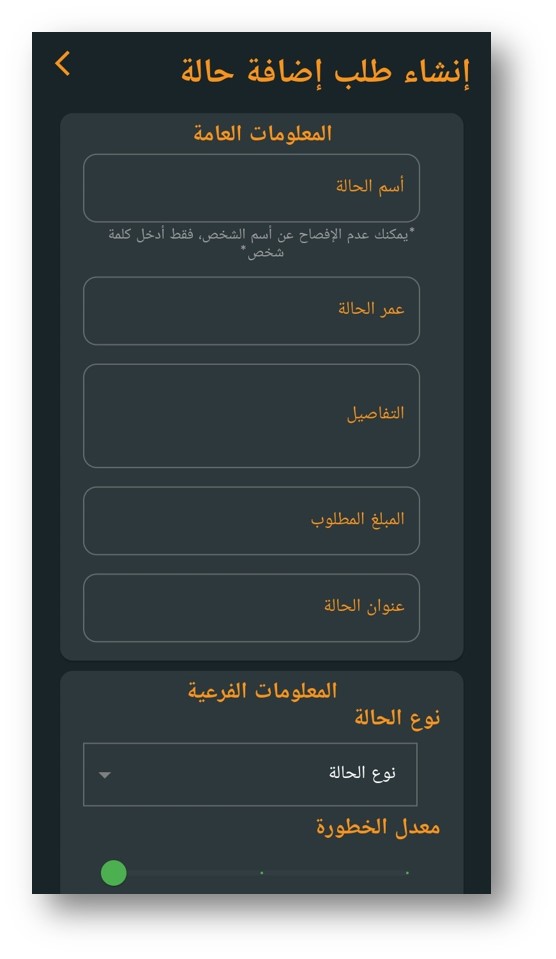 إنشاء طلب إضافة حالة
المعلومات العامة
أسم الحالة
*يمكنك عدم الإفصاح عن أسم الشخص، فقط أدخل كلمة
شخص*
عمر الحالة
التفاصيل
المبلغ المطلوب
عنوان الحالة
المعلومات الفرعية
نوع الحالة
نوع الحالة
معدل الخطورة